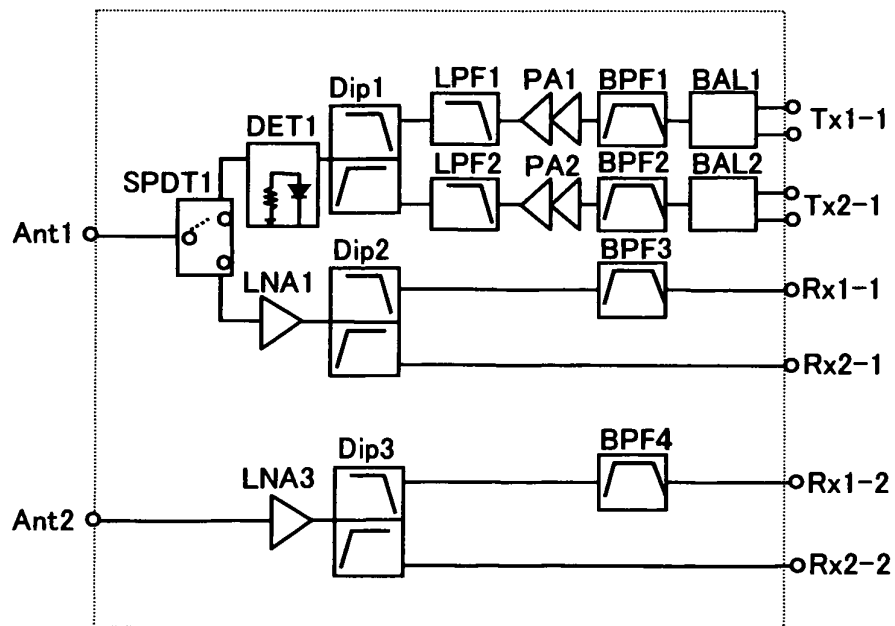 LPF1 PA1 BPF1 BAL1
Dip1
Tx1-1
DET1
LPF2 PA2 BPF2 BAL2
SPDT1
Tx2-1
Ant1
Dip2 BPF3
LNA1
Rx1-1
Rx2-1
Dip3 BPF4
LNA3
Rx1-2
Ant2
Rx2-2